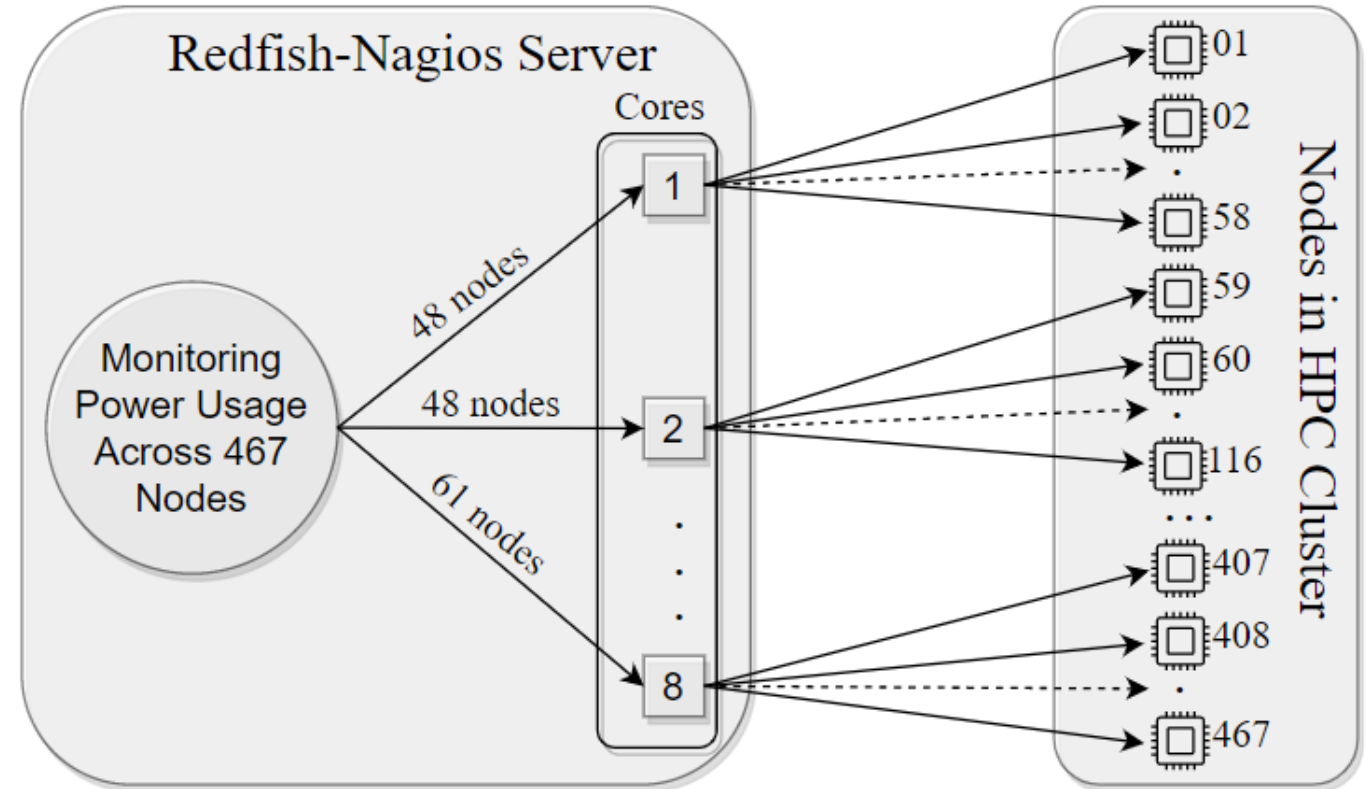 Redfish-Nagios Server
Cores
Monitoring
Power Usage
Across 467
Nodes
48 nodes
48 nodes
61 nodes
1
2
.
.
.
8
01
02
.
58
59
60
.
116
...
407
408
.
467
Nodes in HPC Cluster